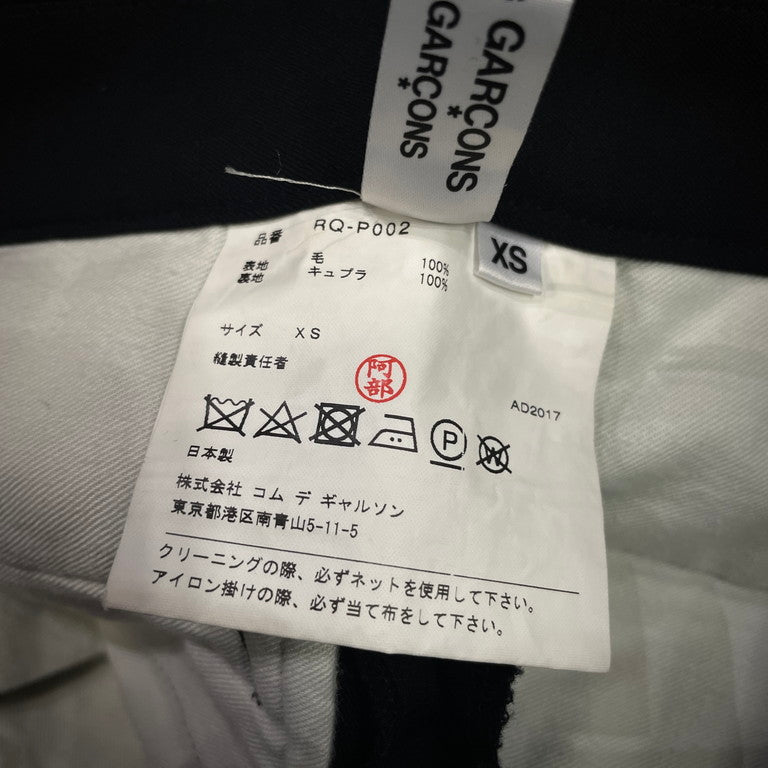 GARCONS
*
CONS
GARCONS
*
CONS
XS
品番 RQ-P002
表地 毛 100%
裏地 キュプラ 100%
サイズ XS
縫製責任者
阿部
AD2017
P
W
日本製
株式会社 コム デ ギャルソン
東京都港区南青山5-11-5
クリーニングの際、必ずネットを使用して下さい。
アイロン掛けの際、必ず当て布をして下さい。